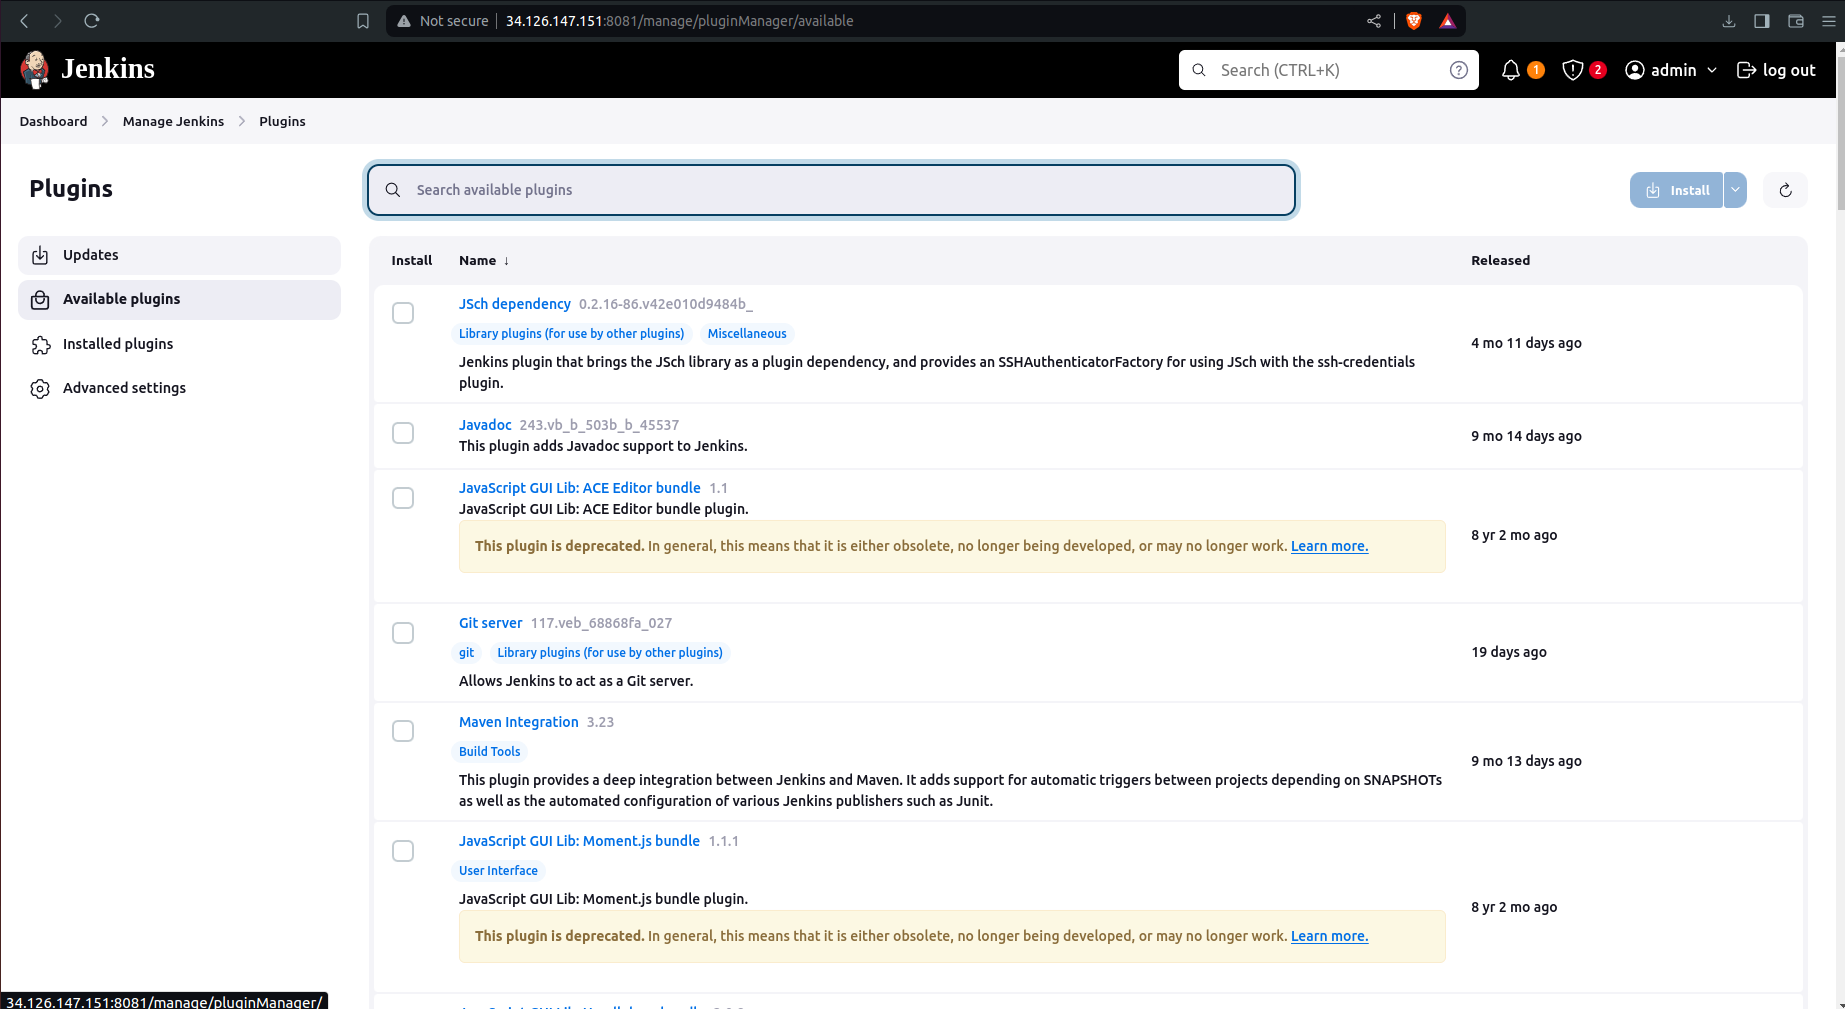 Not secure 34.126.147.151:8081/manage/pluginManager/available
Jenkins
Search (CTRL+K)
1
2
admin
log out
Dashboard Manage Jenkins Plugins
Plugins
Search available plugins
Install
Updates
Available plugins
Installed plugins
Advanced settings
Install Name ↓ Released
JSch dependency 0.2.16-86.v42e010d9484b_
Library plugins (for use by other plugins) Miscellaneous
Jenkins plugin that brings the JSch library as a plugin dependency, and provides an SSHAuthenticatorFactory for using JSch with the ssh-credentials
plugin.
4 mo 11 days ago
Javadoc 243.vb_b_503b_b_45537
This plugin adds Javadoc support to Jenkins.
9 mo 14 days ago
JavaScript GUI Lib: ACE Editor bundle 1.1
JavaScript GUI Lib: ACE Editor bundle plugin.
This plugin is deprecated. In general, this means that it is either obsolete, no longer being developed, or may no longer work. Learn more.
8 yr 2 mo ago
Git server 117.veb_68868fa_027
git Library plugins (for use by other plugins)
Allows Jenkins to act as a Git server.
19 days ago
Maven Integration 3.23
Build Tools
This plugin provides a deep integration between Jenkins and Maven. It adds support for automatic triggers between projects depending on SNAPSHOTs
as well as the automated configuration of various Jenkins publishers such as Junit.
9 mo 13 days ago
JavaScript GUI Lib: Moment.js bundle 1.1.1
User Interface
JavaScript GUI Lib: Moment.js bundle plugin.
This plugin is deprecated. In general, this means that it is either obsolete, no longer being developed, or may no longer work. Learn more.
8 yr 2 mo ago
34.126.147.151:8081/manage/pluginManager/